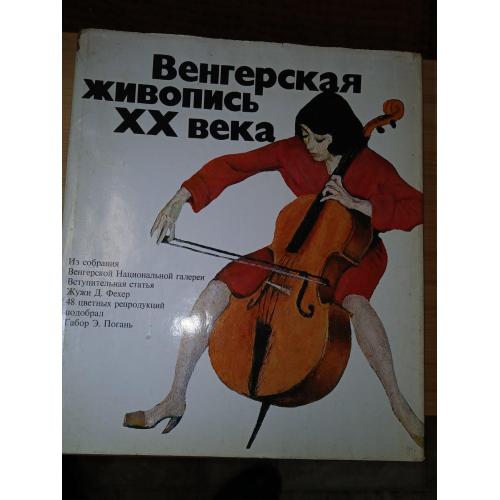 Венгерская
живопись
XX века
Из собрания
Венгерской Национальной галереи
Вступительная статья
Жужи Д. Фехер
48 цветных репродукций
подобрал
Габор Э. Погань